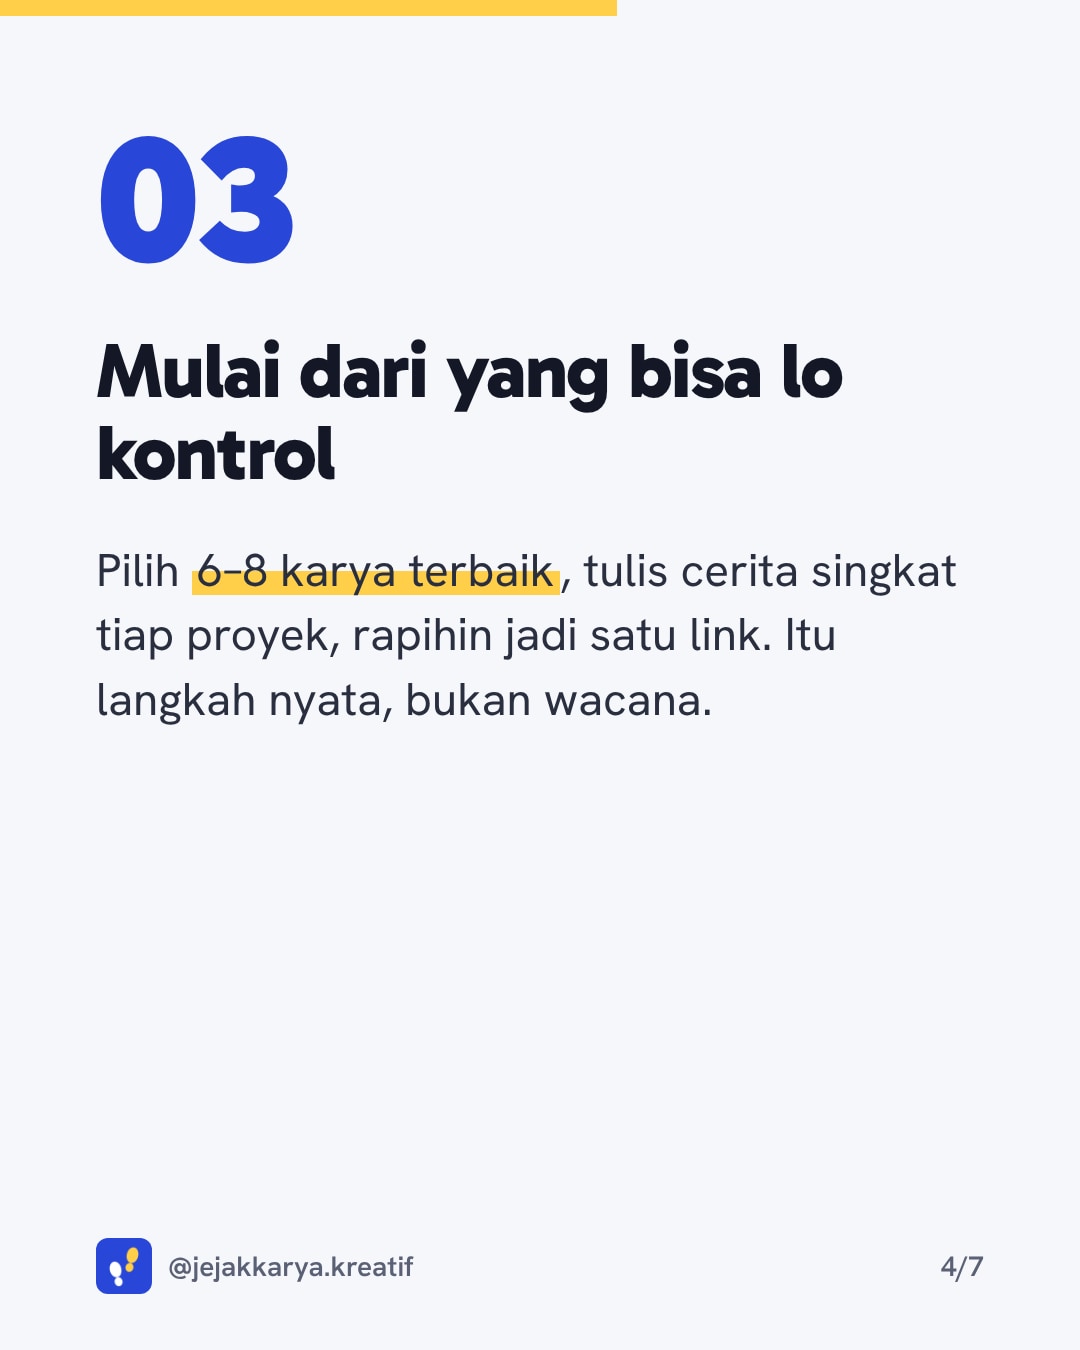 03
Mulai dari yang bisa lo
kontrol
Pilih 6–8 karya terbaik, tulis cerita singkat
tiap proyek, rapihin jadi satu link. Itu
langkah nyata, bukan wacana.
@jejakkarya.kreatif
4/7